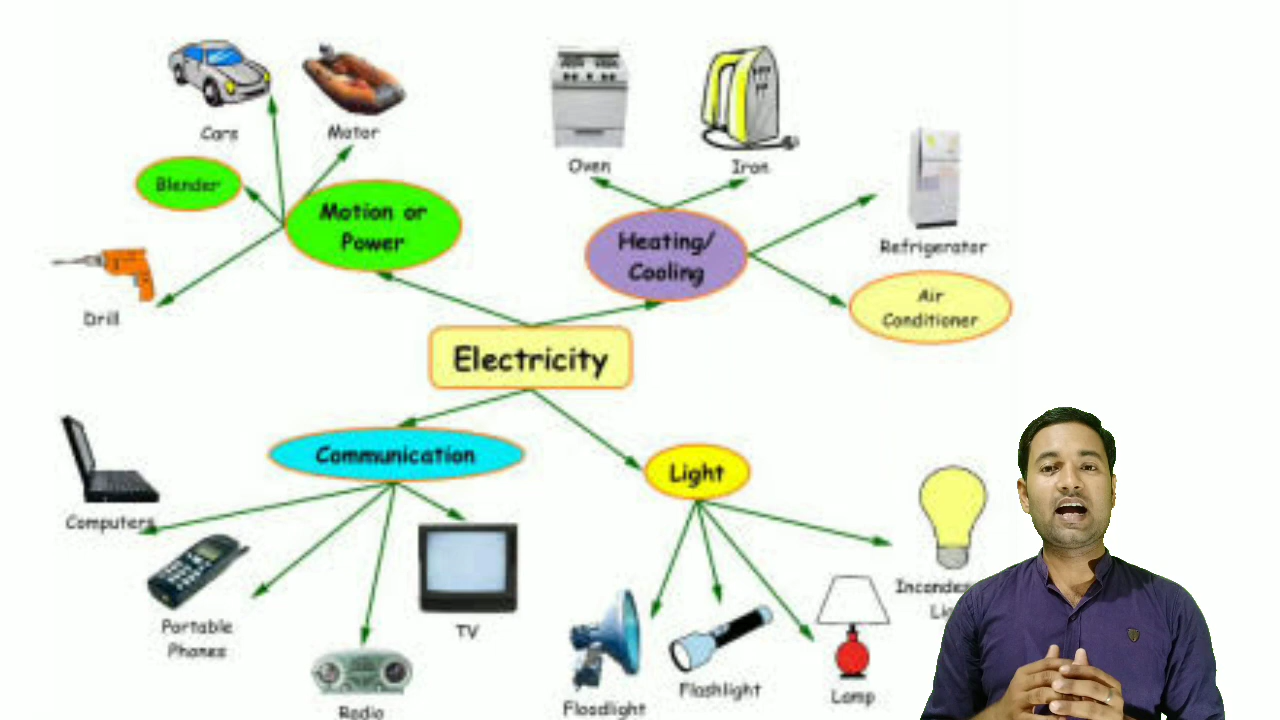 Cars
Motor
Blender
Motion or
Power
Drill
Oven
Iron
Heating/
Cooling
Refrigerator
Air
Conditioner
Electricity
Communication
Computers
Portable
Phones
Radio
TV
Light
Floodlight
Flashlight
Lamp